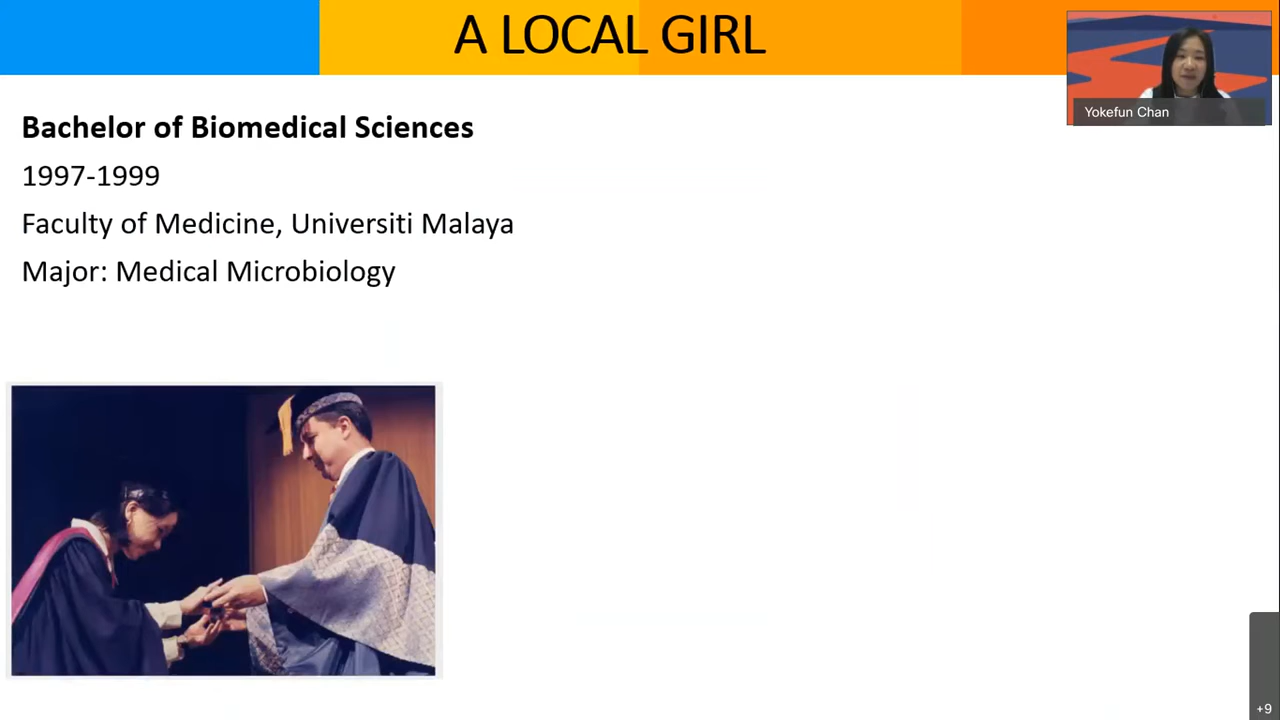 A LOCAL GIRL
Yokefun Chan
Bachelor of Biomedical Sciences
1997-1999
Faculty of Medicine, Universiti Malaya
Major: Medical Microbiology
+9